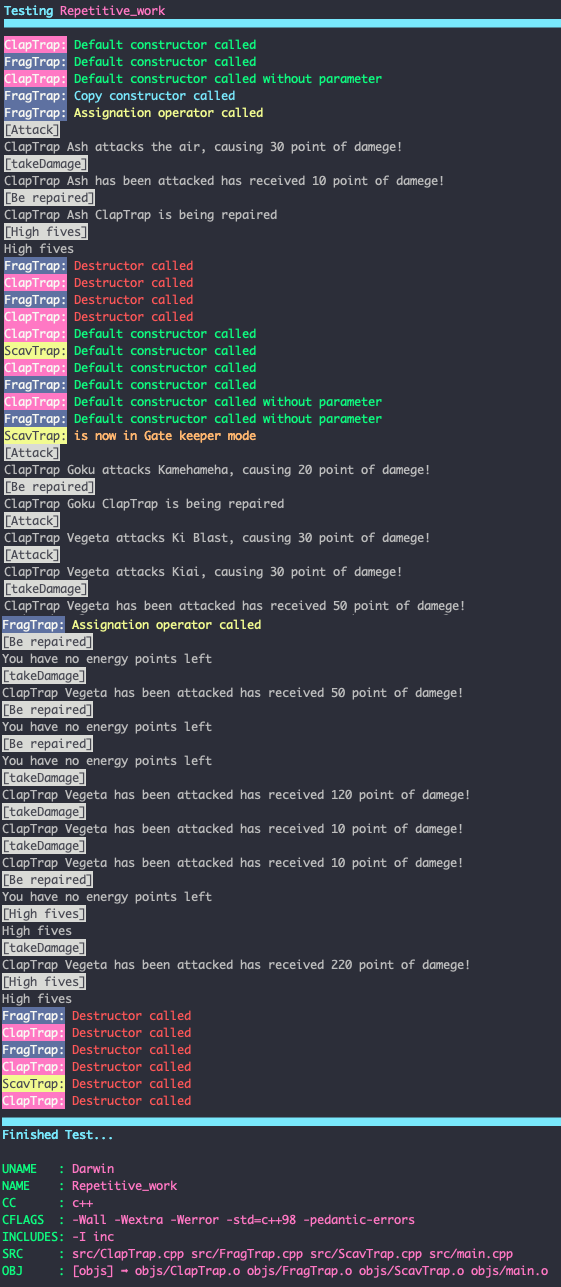 Testing Repetitive_work
ClapTrap: Default constructor called
FragTrap: Default constructor called
ClapTrap: Default constructor called without parameter
FragTrap: Copy constructor called
FragTrap: Assignation operator called
[Attack]
ClapTrap Ash attacks the air, causing 30 point of damege!
[takeDamage]
ClapTrap Ash has been attacked has received 10 point of damege!
[Be repaired]
ClapTrap Ash ClapTrap is being repaired
[High fives]
High fives
FragTrap: Destructor called
ClapTrap: Destructor called
FragTrap: Destructor called
ClapTrap: Destructor called
ClapTrap: Default constructor called
ScavTrap: Default constructor called
ClapTrap: Default constructor called
FragTrap: Default constructor called
ClapTrap: Default constructor called without parameter
FragTrap: Default constructor called without parameter
ScavTrap: is now in Gate keeper mode
[Attack]
ClapTrap Goku attacks Kamehameha, causing 20 point of damege!
[Be repaired]
ClapTrap Goku ClapTrap is being repaired
[Attack]
ClapTrap Vegeta attacks Ki Blast, causing 30 point of damege!
[Attack]
ClapTrap Vegeta attacks Kiai, causing 30 point of damege!
[takeDamage]
ClapTrap Vegeta has been attacked has received 50 point of damege!
FragTrap: Assignation operator called
[Be repaired]
You have no energy points left
[takeDamage]
ClapTrap Vegeta has been attacked has received 50 point of damege!
[Be repaired]
You have no energy points left
[Be repaired]
You have no energy points left
[takeDamage]
ClapTrap Vegeta has been attacked has received 120 point of damege!
[takeDamage]
ClapTrap Vegeta has been attacked has received 10 point of damege!
[takeDamage]
ClapTrap Vegeta has been attacked has received 10 point of damege!
[Be repaired]
You have no energy points left
[High fives]
High fives
[takeDamage]
ClapTrap Vegeta has been attacked has received 220 point of damege!
[High fives]
High fives
FragTrap: Destructor called
ClapTrap: Destructor called
FragTrap: Destructor called
ClapTrap: Destructor called
ScavTrap: Destructor called
ClapTrap: Destructor called
Finished Test...
UNAME : Darwin
NAME : Repetitive_work
CC : c++
CFLAGS : -Wall -Wextra -Werror -std=c++98 -pedantic-errors
INCLUDES: -I inc
SRC : src/ClapTrap.cpp src/FragTrap.cpp src/ScavTrap.cpp src/main.cpp
OBJ : [objs] ➞ objs/ClapTrap.o objs/FragTrap.o objs/ScavTrap.o objs/main.o